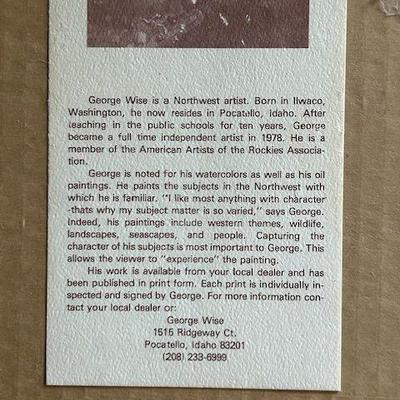 George Wise is a Northwest artist. Born in Ilwaco,
Washington, he now resides in Pocatello, Idaho. After
teaching in the public schools for ten years, George
became a full time independent artist in 1978. He is a
member of the American Artists of the Rockies Associa-
tion.
George is noted for his watercolors as well as his oil
paintings. He paints the subjects in the Northwest with
which he is familiar. "I like most anything with character
-thats why my subject matter is so varied," says George.
Indeed, his paintings include western themes, wildlife,
landscapes, seascapes, and people. Capturing the
character of his subjects is most important to George. This
allows the viewer to "experience" the painting.
His work is available from your local dealer and has
been published in print form. Each print is individually in-
spected and signed by George. For more information con-
tact your local dealer or:
George Wise
1515 Ridgeway Ct.
Pocatello, Idaho 83201
(208) 233-6999